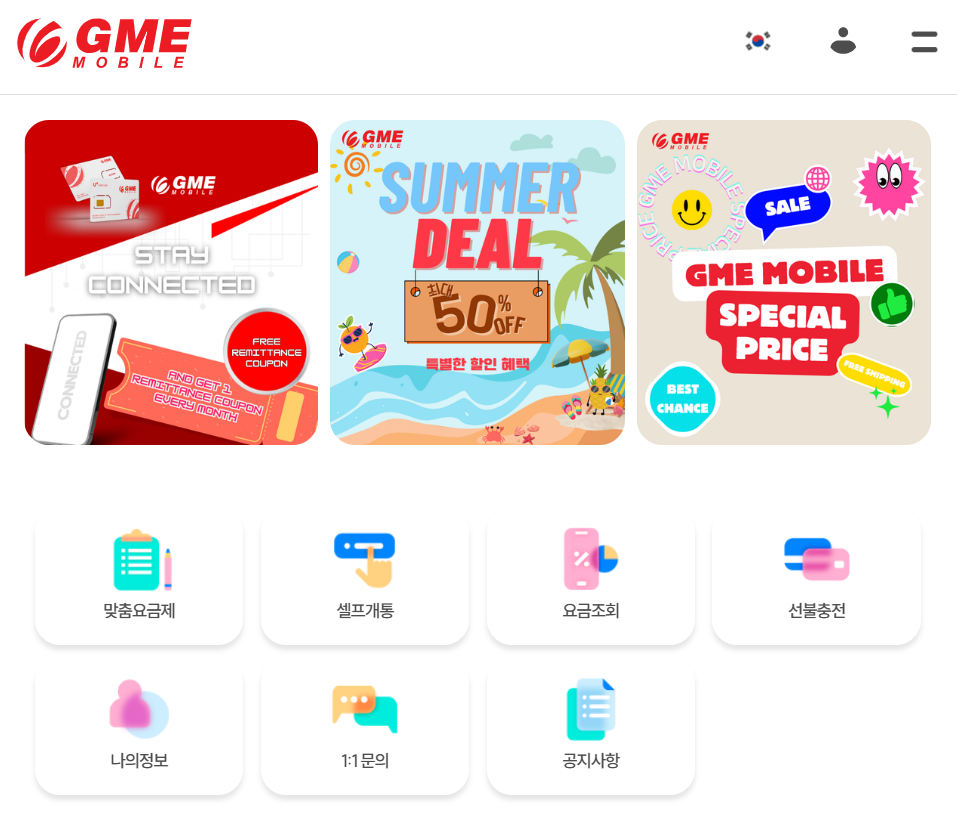 GME
MOBILE
GME
MOBILE
STAY
CONNECTED
CONNECTED
FREE
REMITTANCE
COUPON
AND GET 1
REMITTANCE COUPON
EVERY MONTH
GME
MOBILE
SUMMER
DEAL
최대
50%
OFF
특별한 할인 혜택
GME
MOBILE
GME MOBILE SPECIAL PRICE
SALE
GME MOBILE
SPECIAL
PRICE
FREE SHIPPING
BEST
CHANCE
맞춤요금제
셀프개통
요금조회
선불충전
나의정보
1:1 문의
공지사항